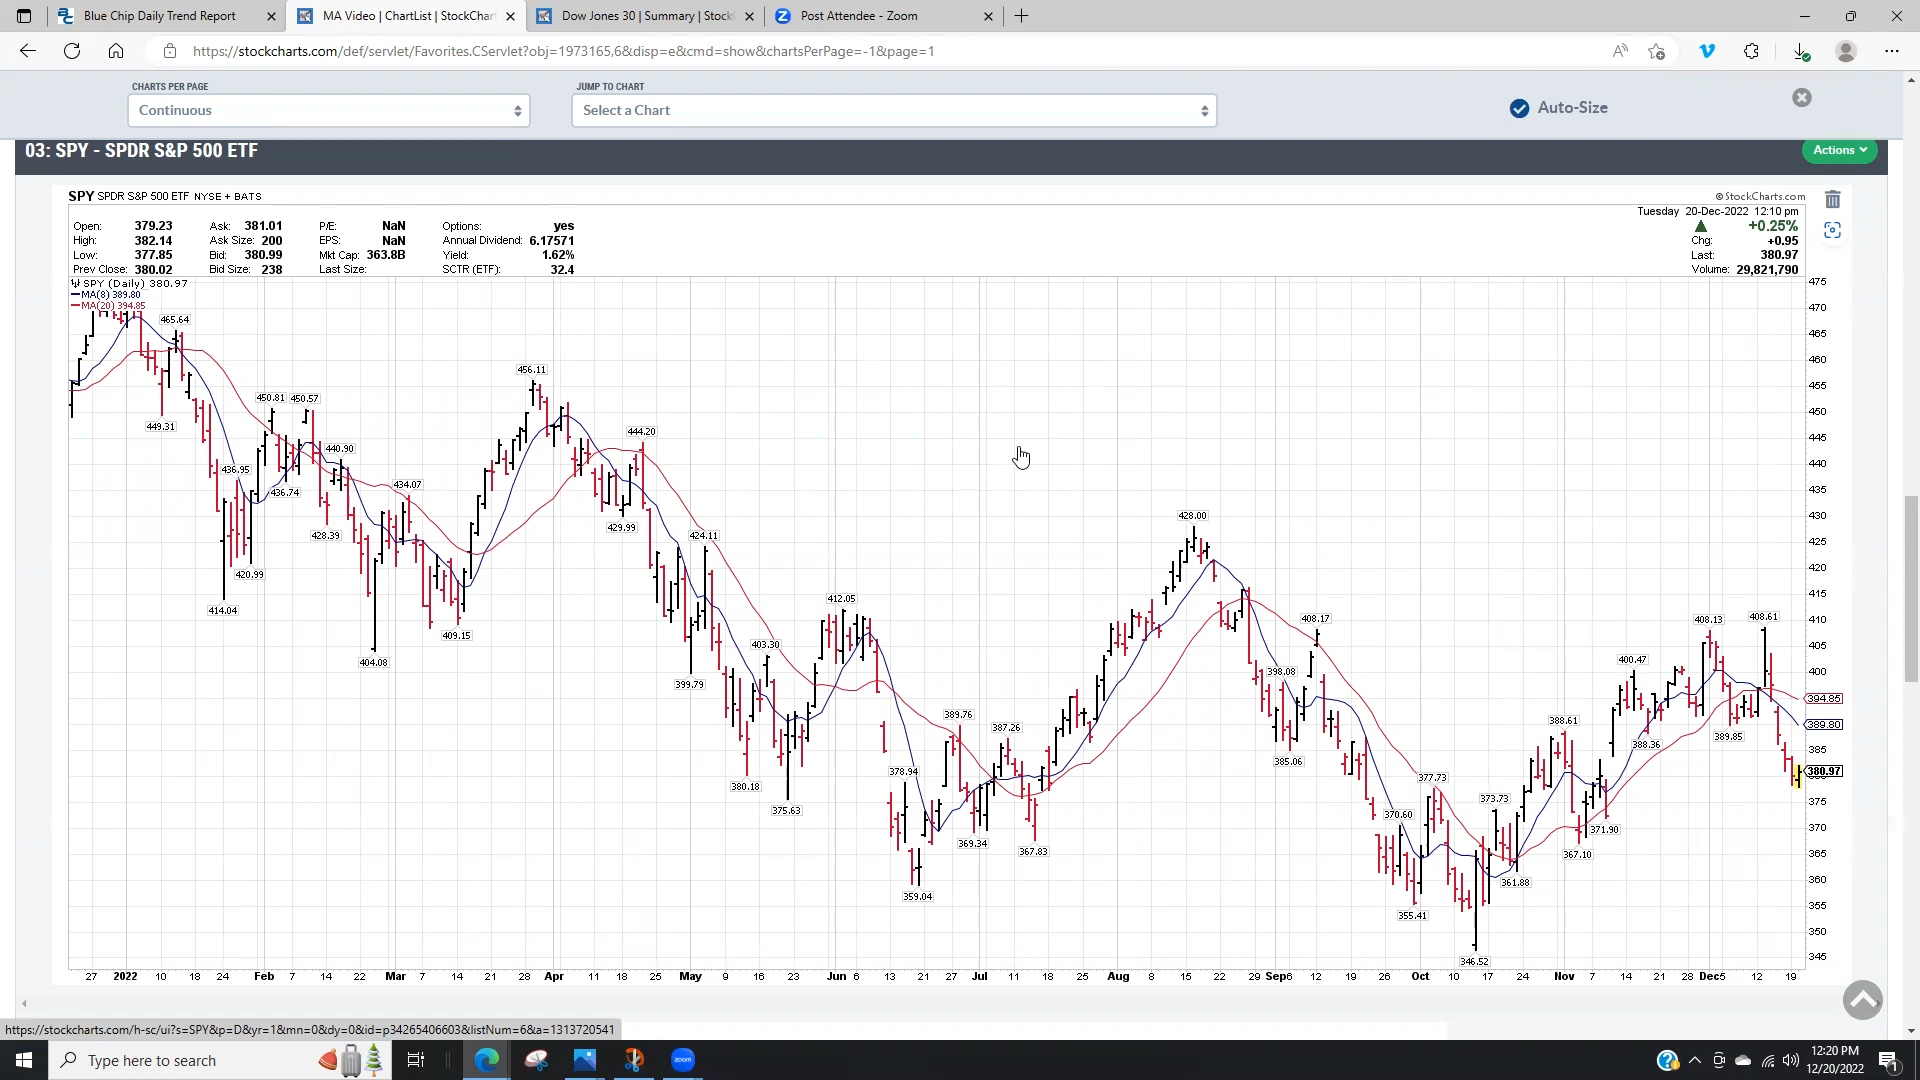 Blue Chip Daily Trend Report
MA Video | ChartList | StockChar
Dow Jones 30 | Summary | Stock
Post Attendee - Zoom
https://stockcharts.com/def/servlet/Favorites.CServlet?obj=1973165,6&disp=e&cmd=show&chartsPerPage=-1&page=1
CHARTS PER PAGE
JUMP TO CHART
Continuous
Select a Chart
Auto-Size
03: SPY - SPDR S&P 500 ETF
Actions
SPY SPDR S&P 500 ETF NYSE + BATS
© StockCharts.com
Tuesday 20-Dec-2022 12:10 pm
Open: 379.23 Ask: 381.01 P/E: NaN Options: yes
+0.25%
High: 382.14 Ask Size: 200 EPS: NaN Annual Dividend: 6.17571
Chg: +0.95
Low: 377.85 Bid: 380.99 Mkt Cap: 363.8B Yield: 1.62%
Last: 380.97
Prev Close: 380.02 Bid Size: 238 Last Size: SCTR (ETF): 32.4
Volume: 29,821,790
SPY (Daily) 380.97
MA(8) 389.80
MA(20) 394.85
475
470
465
460
455
450
445
440
435
430
425
420
415
410
405
400
394.85
389.80
385
380.97
375
370
365
360
355
350
345
465.64
449.31
436.95
414.04
420.99
450.81
436.74
450.57
428.39
440.90
404.08
434.07
409.15
456.11
429.99
444.20
399.79
424.11
380.18
403.30
375.63
412.05
378.94
359.04
389.76
369.34
387.26
367.83
428.00
398.08
385.06
408.17
370.60
355.41
377.73
346.52
373.73
361.88
388.61
367.10
371.90
400.47
388.36
408.13
389.85
408.61
27 2022 10 18 24 Feb 7 14 22 Mar 7 14 21 28 Apr 11 18 25 May 9 16 23 Jun 6 13 21 27 Jul 11 18 25 Aug 8 15 22 29 Sep6 12 19 26 Oct 10 17 24 Nov 7 14 21 28 Dec5 12 19
https://stockcharts.com/h-sc/ui?s=SPY&p=D&yr=1&mn=0&dy=0&id=p34265406603&listNum=6&a=1313720541
Type here to search
zoom
12:20 PM
12/20/2022
1